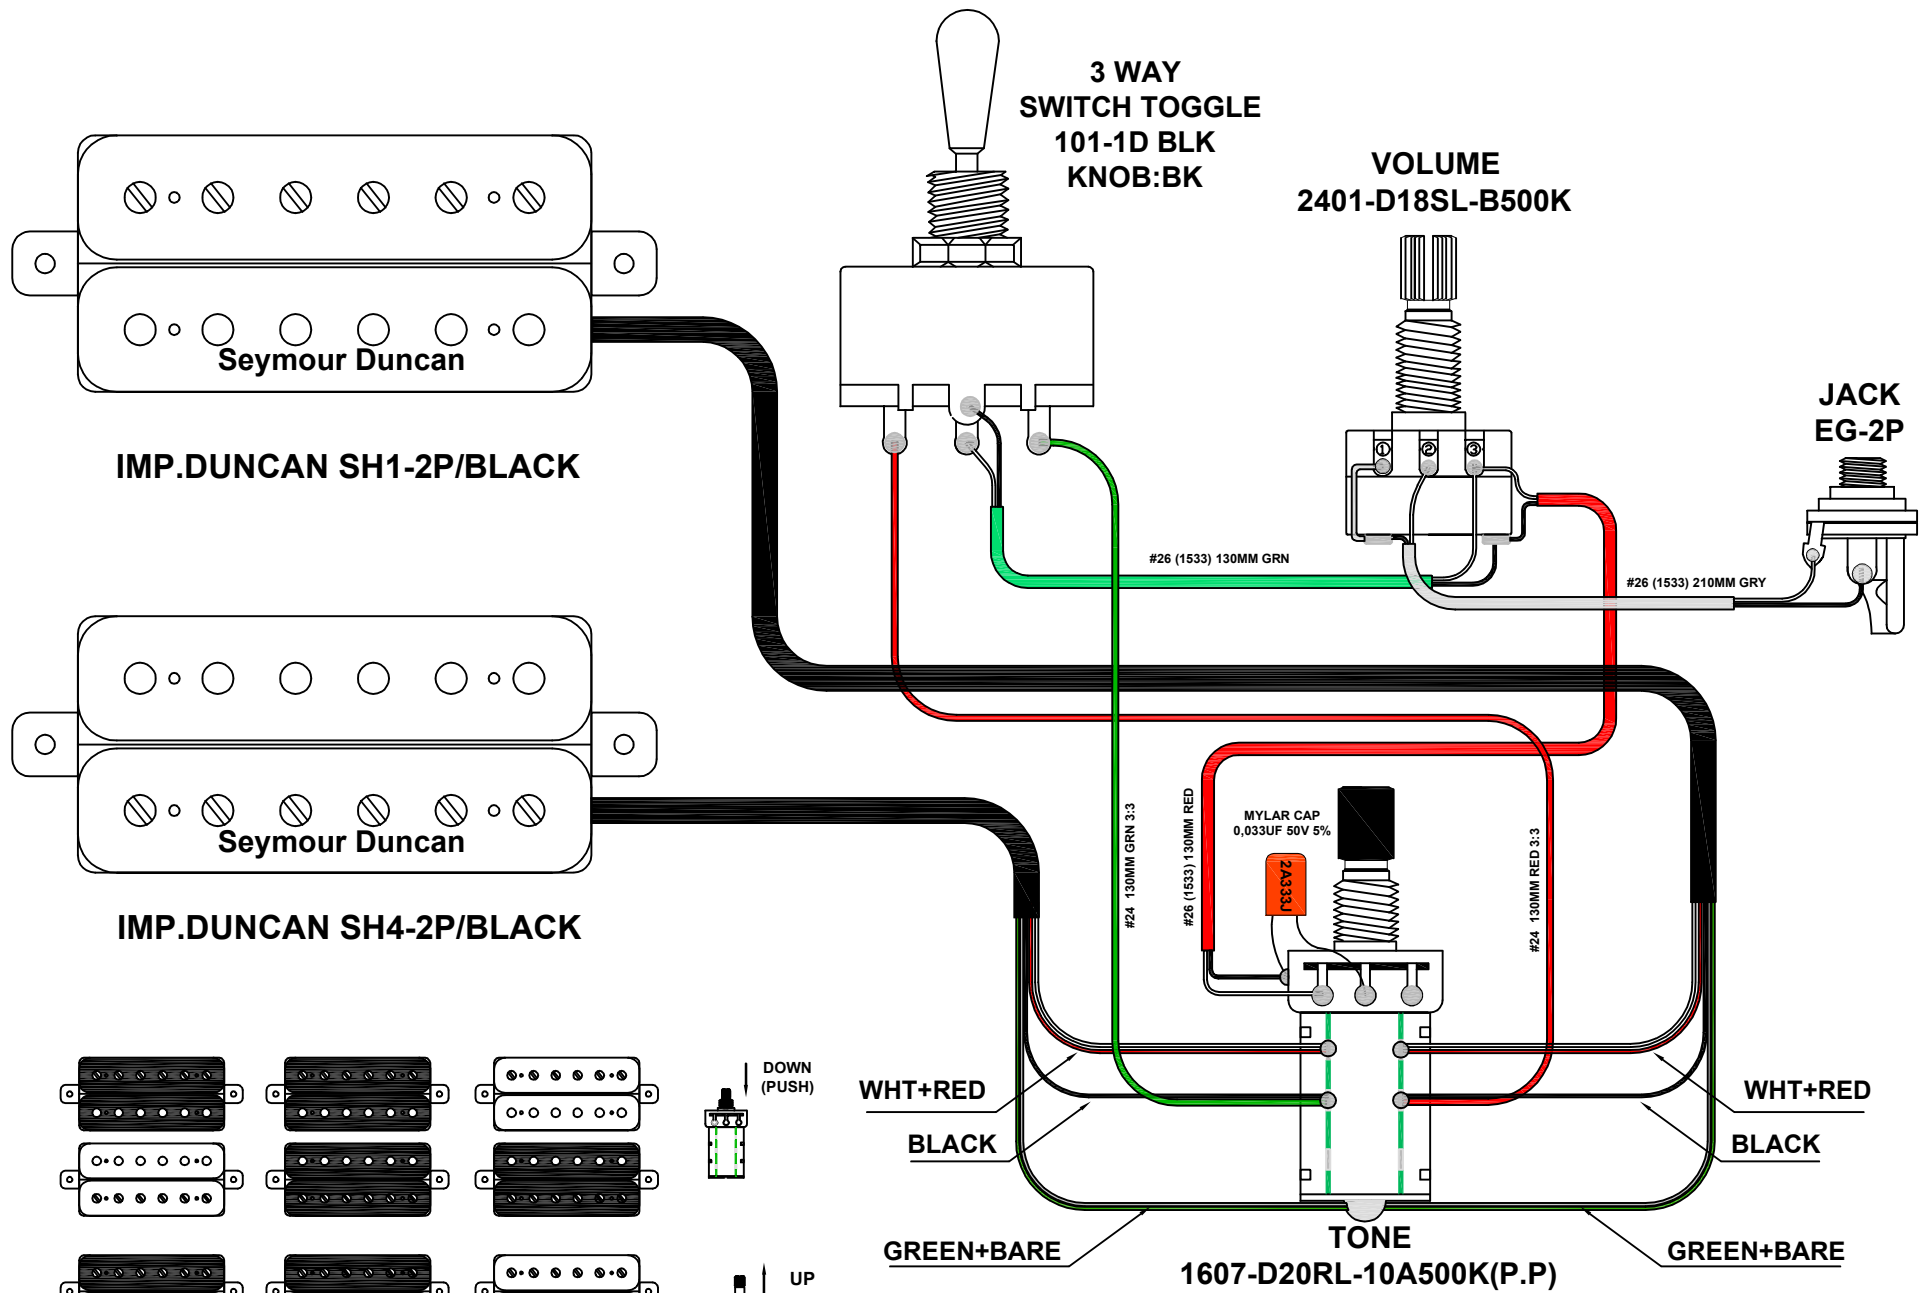 3 WAY
SWITCH TOGGLE
101-1D BLK
KNOB:BK
VOLUME
2401-D18SL-B500K
JACK
EG-2P
Seymour Duncan
IMP.DUNCAN SH1-2P/BLACK
1 2 3
#26 (1533) 130MM GRN
#26 (1533) 210MM GRY
Seymour Duncan
IMP.DUNCAN SH4-2P/BLACK
#24 130MM GRN 3:3
#26 (1533) 130MM RED
MYLAR CAP
0,033UF 50V 5%
2A333J
#24 130MM RED 3:3
DOWN
(PUSH)
WHT+RED
WHT+RED
BLACK
BLACK
GREEN+BARE
GREEN+BARE
TONE
1607-D20RL-10A500K(P.P)
UP